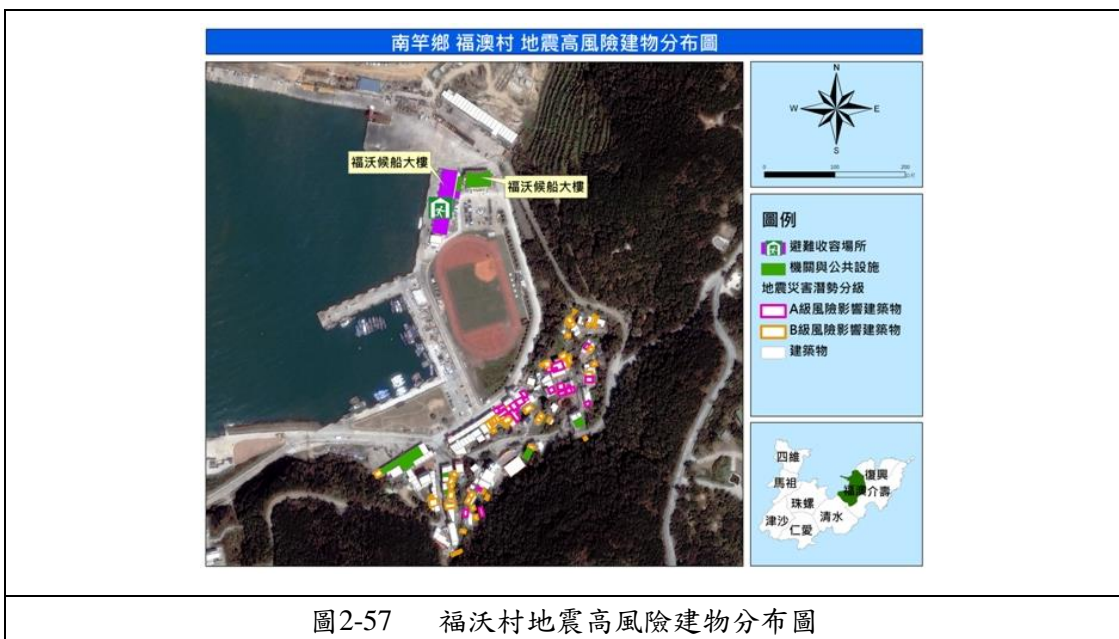 南竿鄉 福澳村 地震高風險建物分布圖
福沃候船大樓
福沃候船大樓
N
W
E
S
0
100
200
圖例
避難收容場所
機關與公共設施
地震災害潛勢分級
A級風險影響建築物
B級風險影響建築物
建築物
四維
馬祖
珠螺
津沙
仁愛
清水
福澳
介壽
復興
圖2-57 福沃村地震高風險建物分布圖